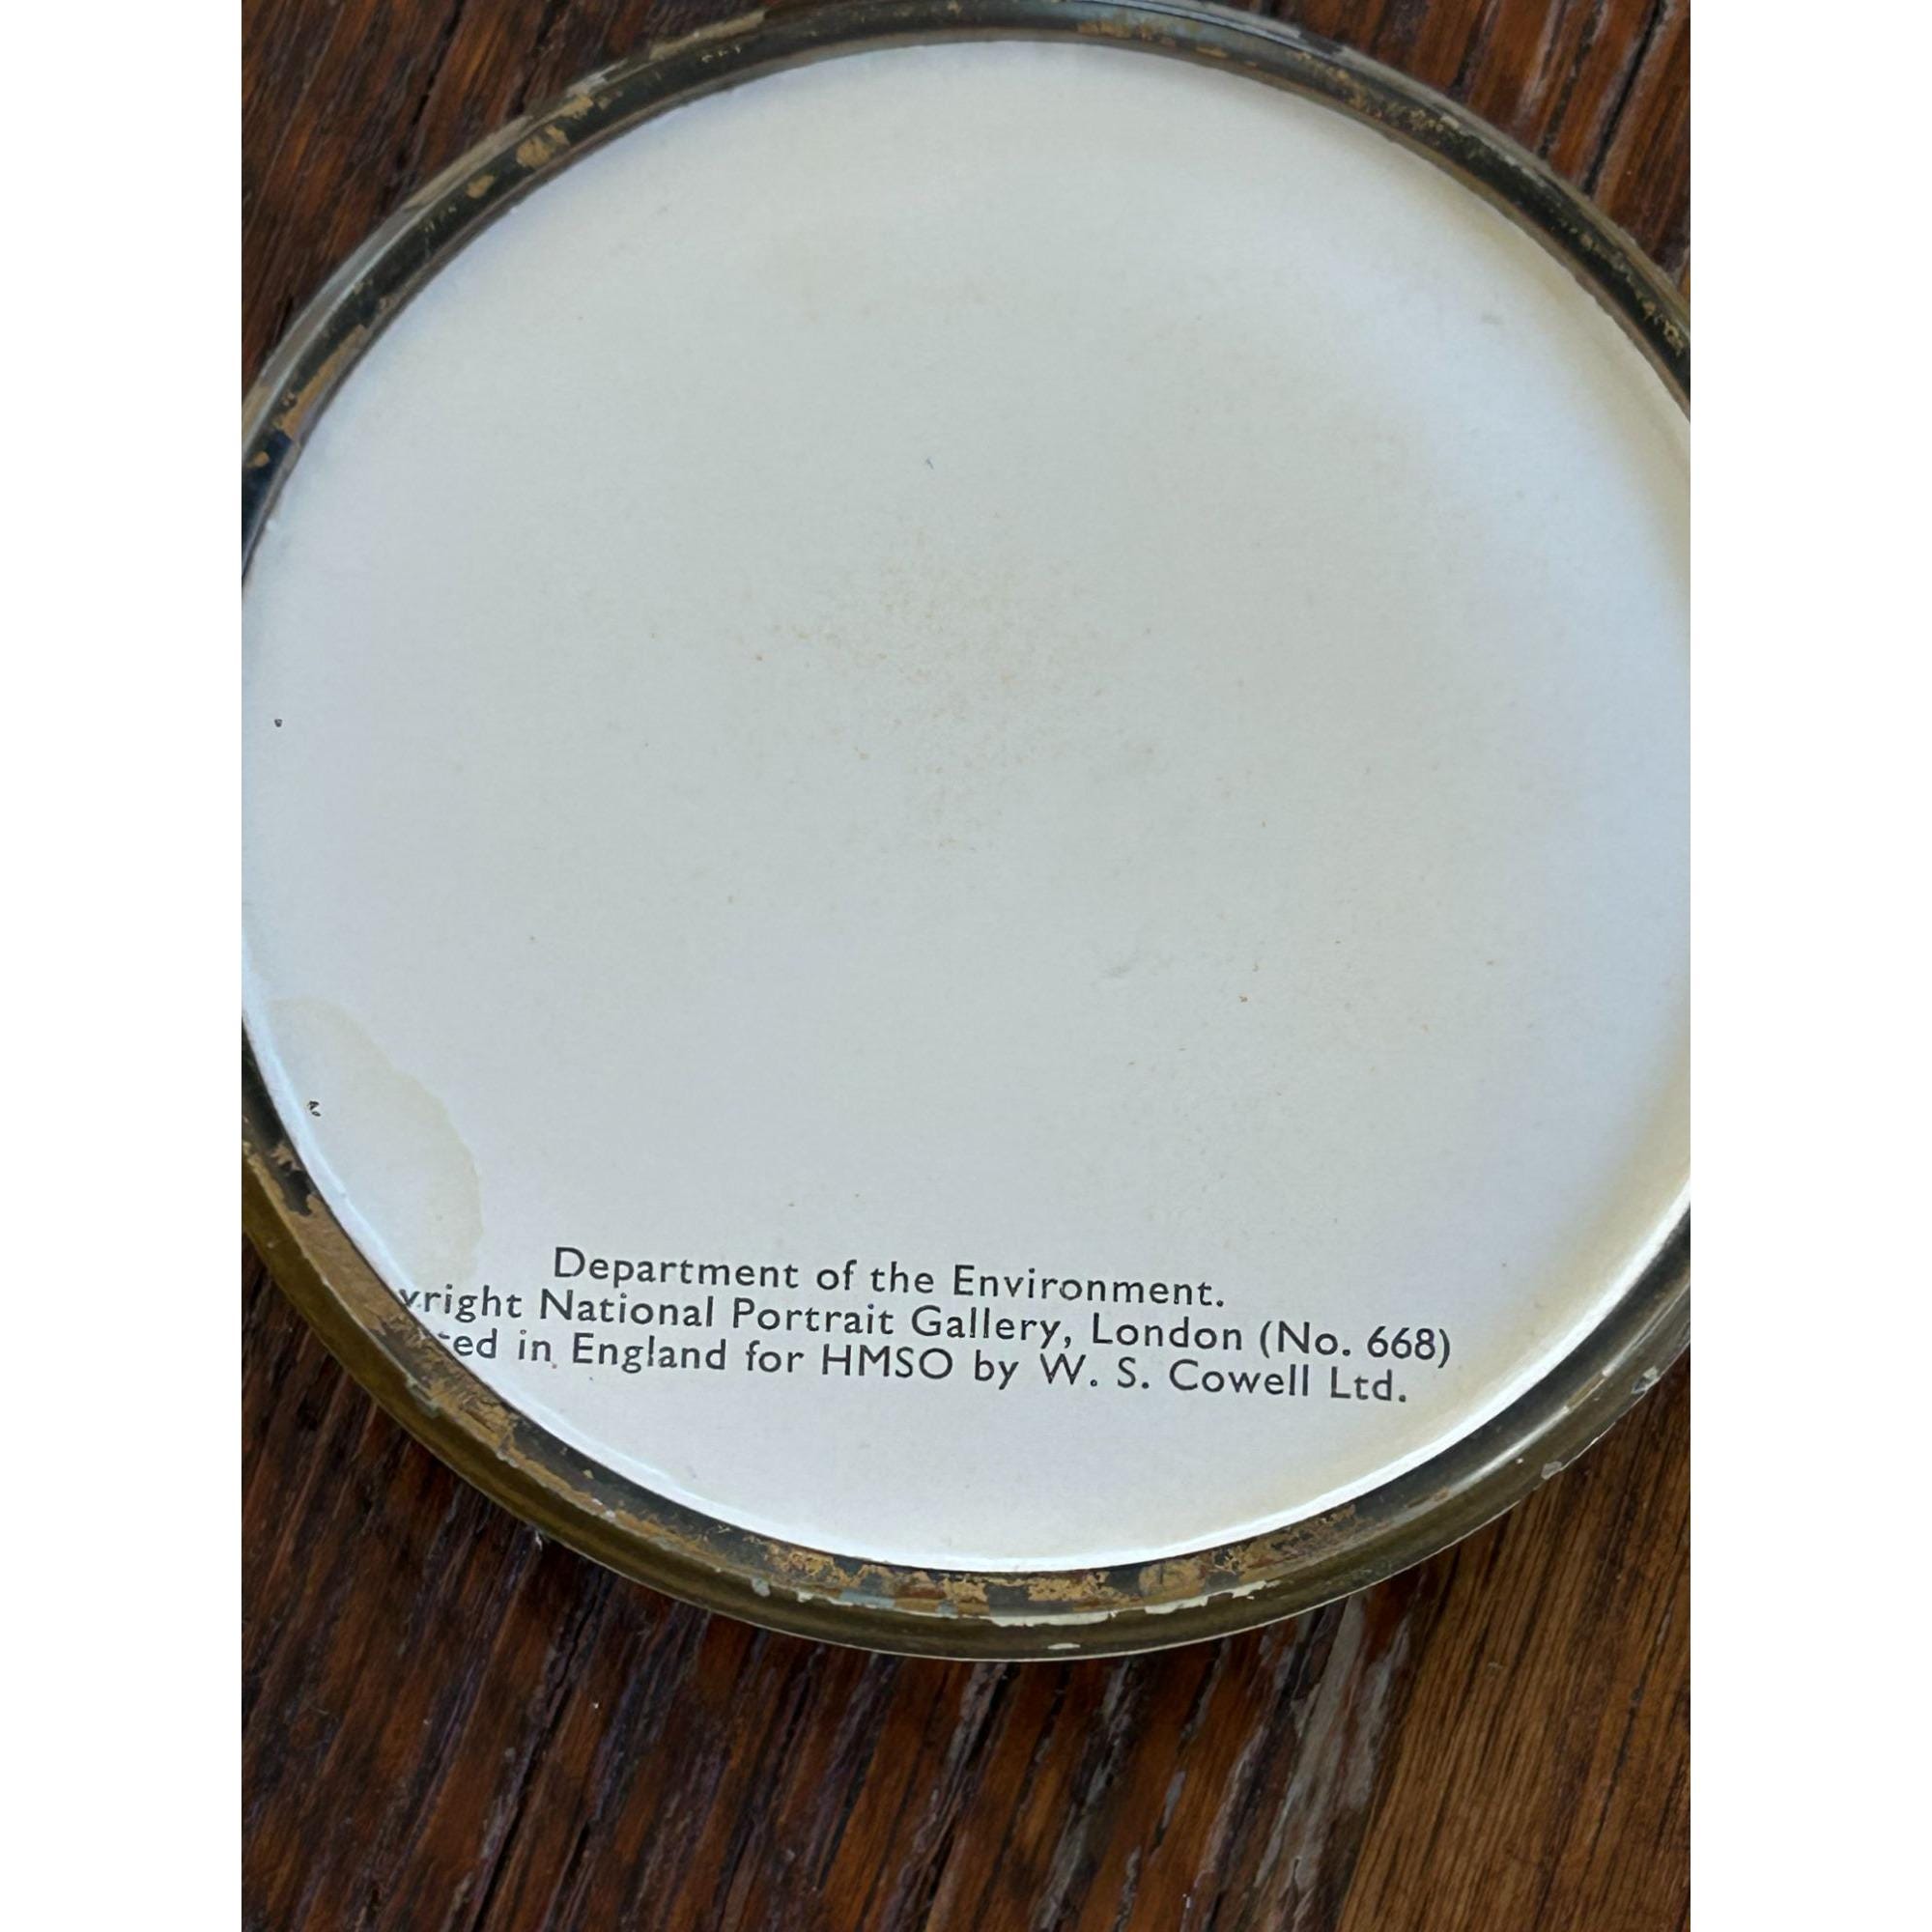 Department of the Environment.
yright National Portrait Gallery, London (No. 668)
ed in England for HMSO by W. S. Cowell Ltd.